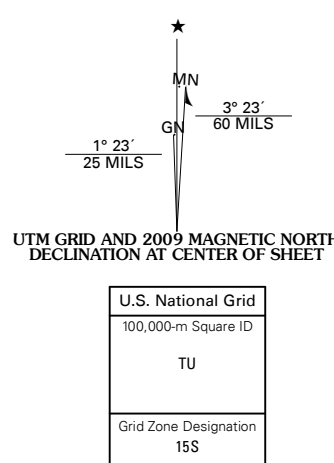 ★
MN
3° 23´
60 MILS
GN
1° 23´
25 MILS
UTM GRID AND 2009 MAGNETIC NORTH
DECLINATION AT CENTER OF SHEET
U.S. National Grid
100,000-m Square ID
TU
Grid Zone Designation
15S